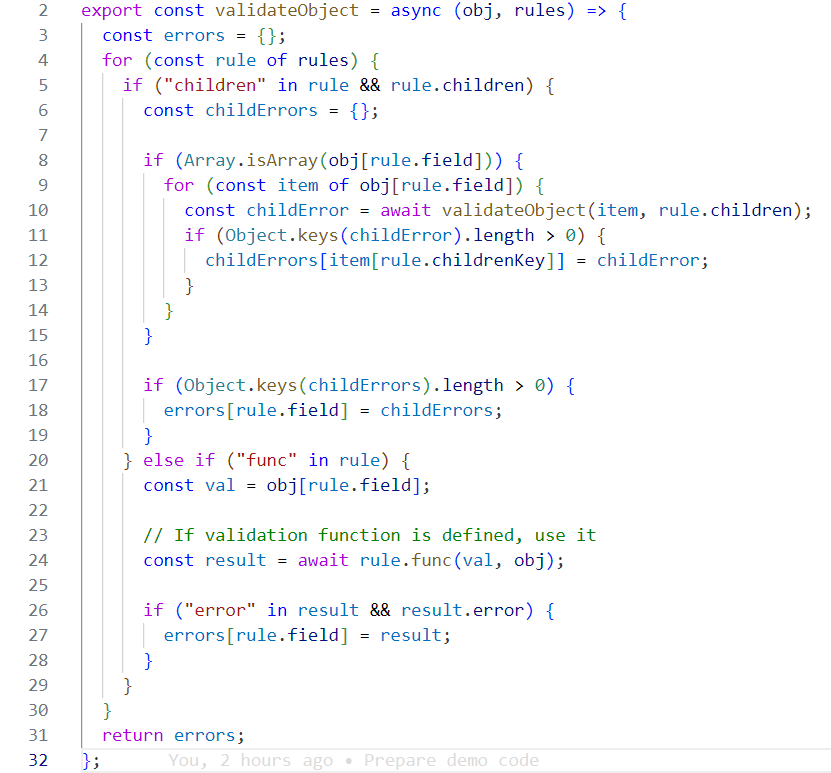 2 export const validateObject = async (obj, rules) => {
3 const errors = {};
4 for (const rule of rules) {
5 if ("children" in rule && rule.children) {
6 const childErrors = {};
7
8 if (Array.isArray(obj[rule.field])) {
9 for (const item of obj[rule.field]) {
10 const childError = await validateObject(item, rule.children);
11 if (Object.keys(childError).length > 0) {
12 childErrors[item[rule.childrenKey]] = childError;
13 }
14 }
15 }
16
17 if (Object.keys(childErrors).length > 0) {
18 errors[rule.field] = childErrors;
19 }
20 } else if ("func" in rule) {
21 const val = obj[rule.field];
22
23 // If validation function is defined, use it
24 const result = await rule.func(val, obj);
25
26 if ("error" in result && result.error) {
27 errors[rule.field] = result;
28 }
29 }
30 }
31 return errors;
32 }; You, 2 hours ago • Prepare demo code